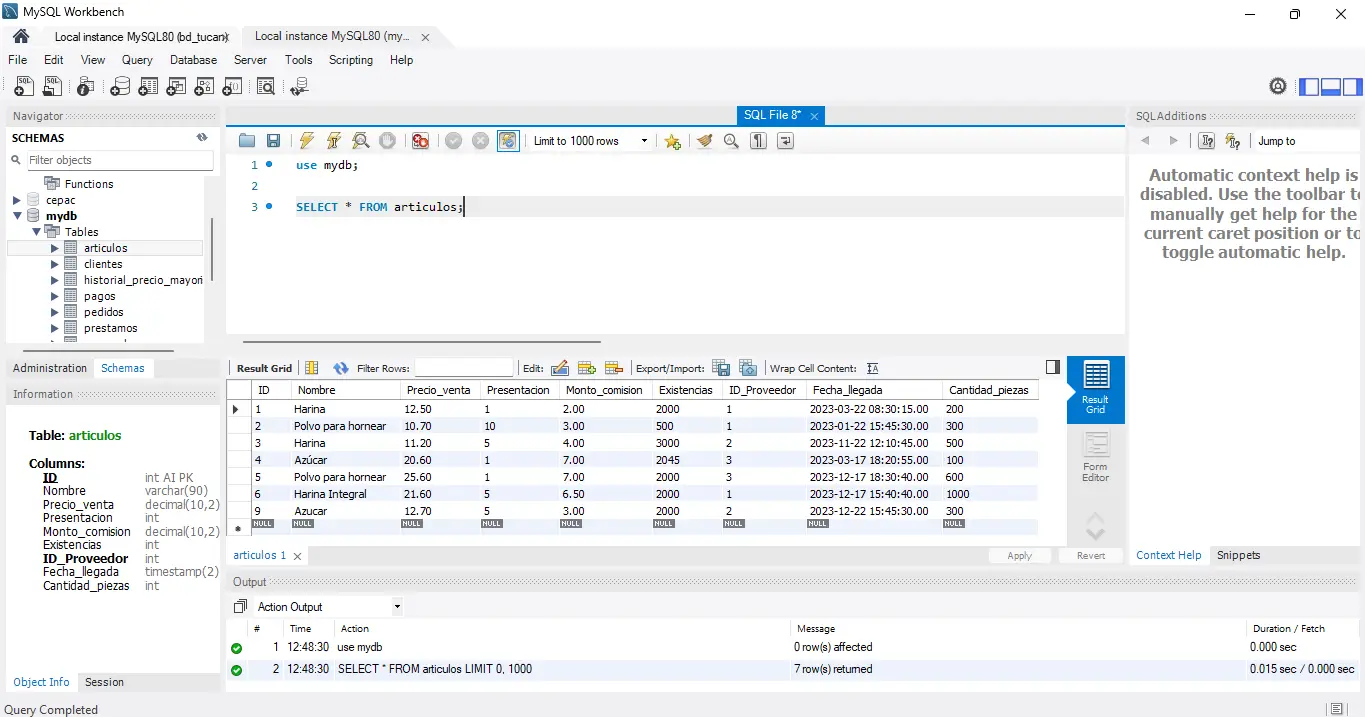 MySQL Workbench
Local instance MySQL80 (bd_tucan
Local instance MySQL80 (my...
File Edit View Query Database Server Tools Scripting Help
Navigator
SCHEMAS
Filter objects
Functions
cepac
mydb
Tables
articulos
clientes
historial_precio_mayori
pagos
pedidos
prestamos
Administration Schemas
Information
Table: articulos
Columns:
ID int AI PK
Nombre varchar(90)
Precio_venta decimal(10,2)
Presentacion int
Monto_comision decimal(10,2)
Existencias int
ID_Proveedor int
Fecha_llegada timestamp(2)
Cantidad_piezas int
Object Info Session
SQL File 8*
Limit to 1000 rows
1 use mydb;
2
3 SELECT * FROM articulos;
Result Grid Filter Rows: Edit: Export/Import: Wrap Cell Content:
ID Nombre Precio_venta Presentacion Monto_comision Existencias ID_Proveedor Fecha_llegada Cantidad_piezas
1 Harina 12.50 1 2.00 2000 1 2023-03-22 08:30:15.00 200
2 Polvo para hornear 10.70 10 3.00 500 1 2023-01-22 15:45:30.00 300
3 Harina 11.20 5 4.00 3000 2 2023-11-22 12:10:45.00 500
4 Azúcar 20.60 1 7.00 2045 3 2023-03-17 18:20:55.00 100
5 Polvo para hornear 25.60 1 7.00 2000 3 2023-12-17 18:30:40.00 600
6 Harina Integral 21.60 5 6.50 2000 1 2023-12-17 15:40:40.00 1000
9 Azucar 12.70 5 3.00 2000 2 2023-12-22 15:45:30.00 300
NULL NULL NULL NULL NULL NULL NULL NULL NULL
Result
Grid
Form
Editor
articulos 1 Apply Revert
Output
Action Output
# Time Action Message Duration / Fetch
1 12:48:30 use mydb 0 row(s) affected 0.000 sec
2 12:48:30 SELECT * FROM articulos LIMIT 0, 1000 7 row(s) returned 0.015 sec / 0.000 sec
SQLAdditions
Jump to
Automatic context help is
disabled. Use the toolbar to
manually get help for the
current caret position or to
toggle automatic help.
Context Help Snippets
Query Completed